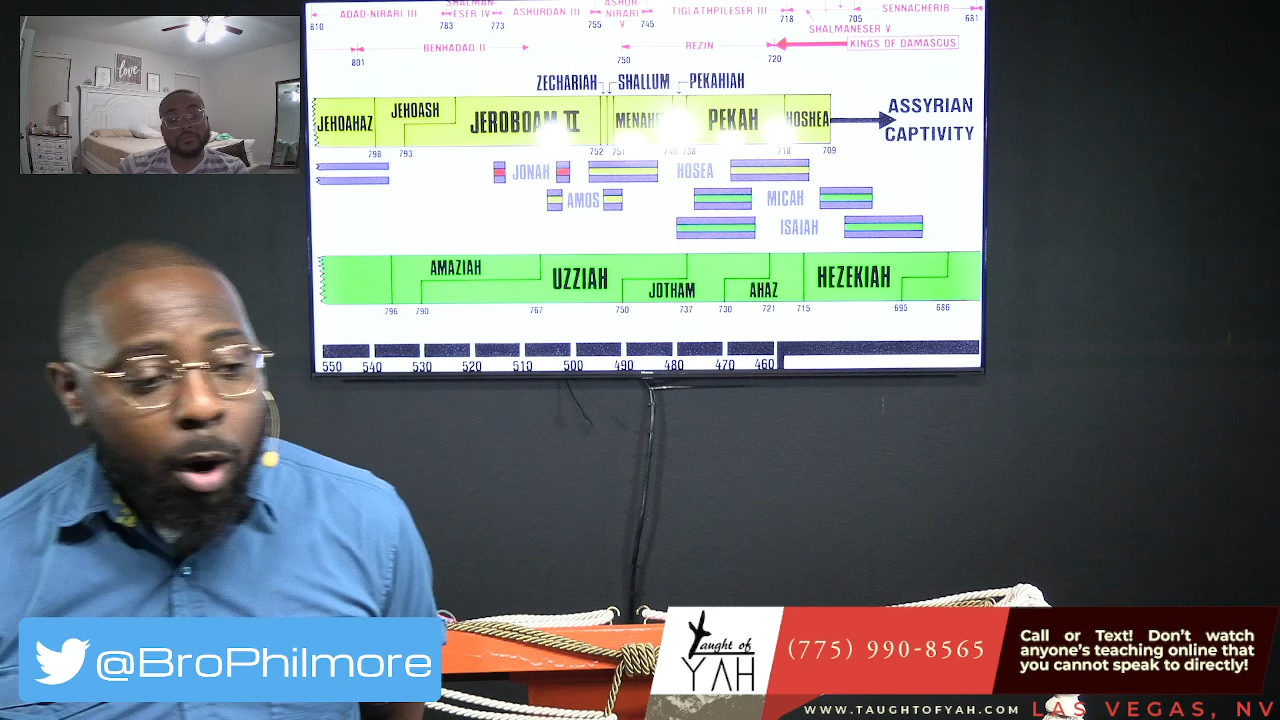 love
ADAD-NIRARI III
SHALMAN-
ESER IV
ASHURDAN III
ASHUR-
NIRARI
V
TIGLATHPILESER III
SENNACHERIB
810
783
773
755
745
718
705
681
SHALMANESER V
BENHADAD II
REZIN
KINGS OF DAMASCUS
801
750
720
ZECHARIAH
SHALLUM
PEKAHIAH
JEHOAHAZ
JEHOASH
JEROBOAM II
PEKAH
HOSHEA
ASSYRIAN
CAPTIVITY
798
793
752
751
738
718
709
JONAH
HOSEA
AMOS
MICAH
ISAIAH
AMAZIAH
UZZIAH
JOTHAM
AHAZ
HEZEKIAH
796
790
767
750
737
730
721
715
695
686
550 540 530 520 510 500 490 480 470 460
Hisense
@BroPhilmore
Taught of
YAH
(775) 990-8565
Call or Text! Don't watch
anyone's teaching online that
you cannot speak to directly!
WWW.TAUGHTOFYAH.COM
LAS VEGAS, NV